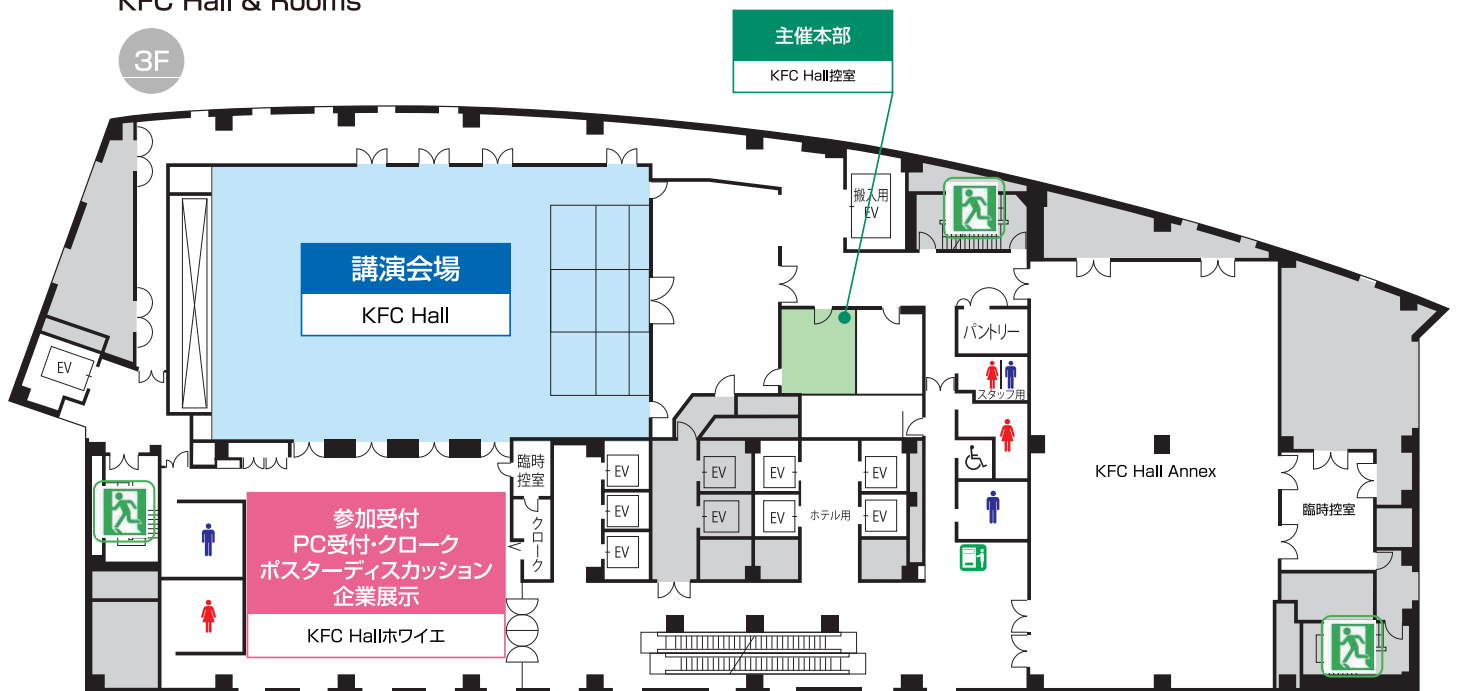 KFC Hall & Rooms
3F
主催本部
KFC Hall控室
搬入用
EV
講演会場
KFC Hall
EV
パントリー
スタッフ用
臨時
控室
EV
EV
EV
EV
EV
EV
EV
EV
EV
ホテル用
クローク
KFC Hall Annex
臨時控室
参加受付
PC受付・クローク
ポスターディスカッション
企業展示
KFC Hallホワイエ